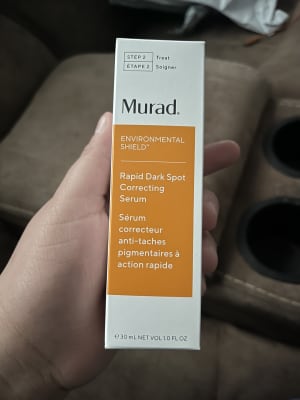 STEP 2 Treat
ÉTAPE 2 Soigner
Murad.
ENVIRONMENTAL
SHIELD™
Rapid Dark Spot
Correcting
Serum
Sérum
correcteur
anti-taches
pigmentaires à
action rapide
℮ 30 mL NET VOL 1.0 FL OZ